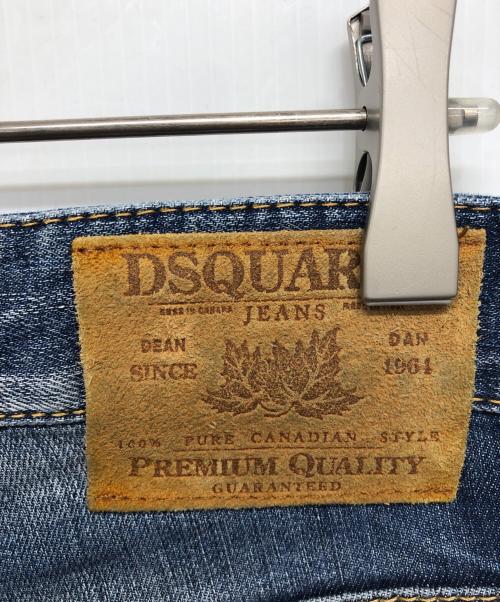 DSQUAR
JEANS
DEAN DAN
SINCE 1964
100% PURE CANADIAN STYLE
PREMIUM QUALITY
GUARANTEED